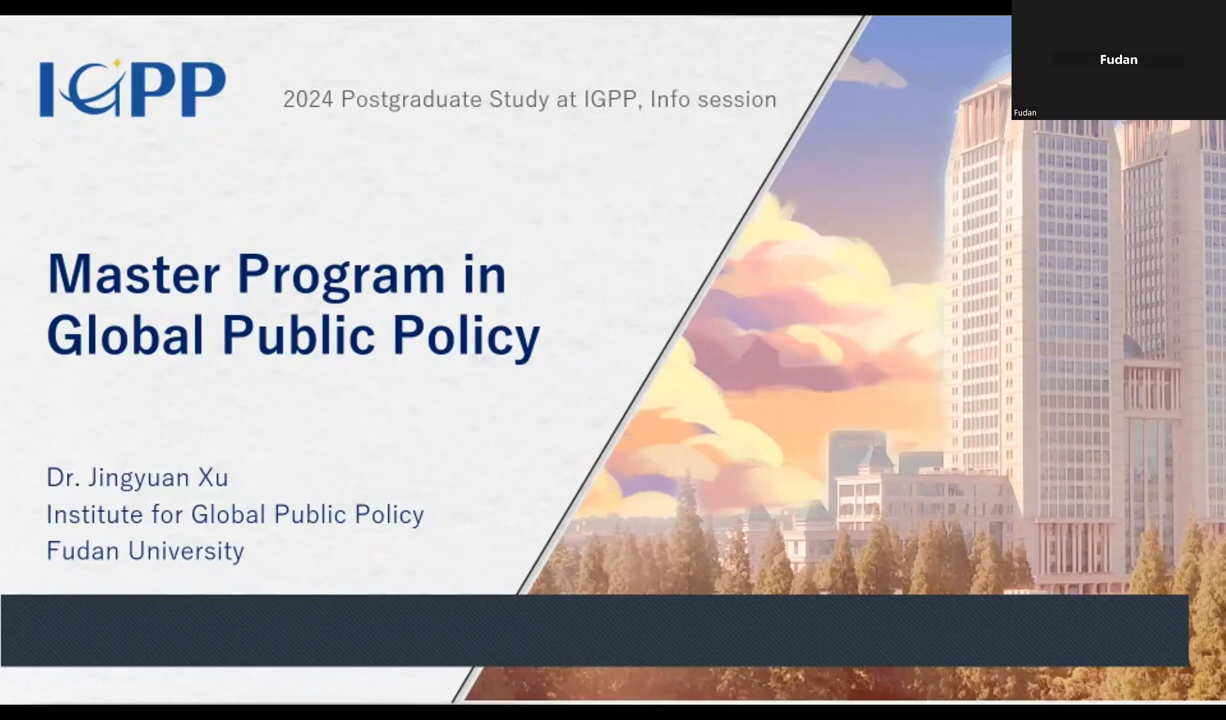 IGPP
2024 Postgraduate Study at IGPP, Info session
Fudan
Fudan
Master Program in
Global Public Policy
Dr. Jingyuan Xu
Institute for Global Public Policy
Fudan University